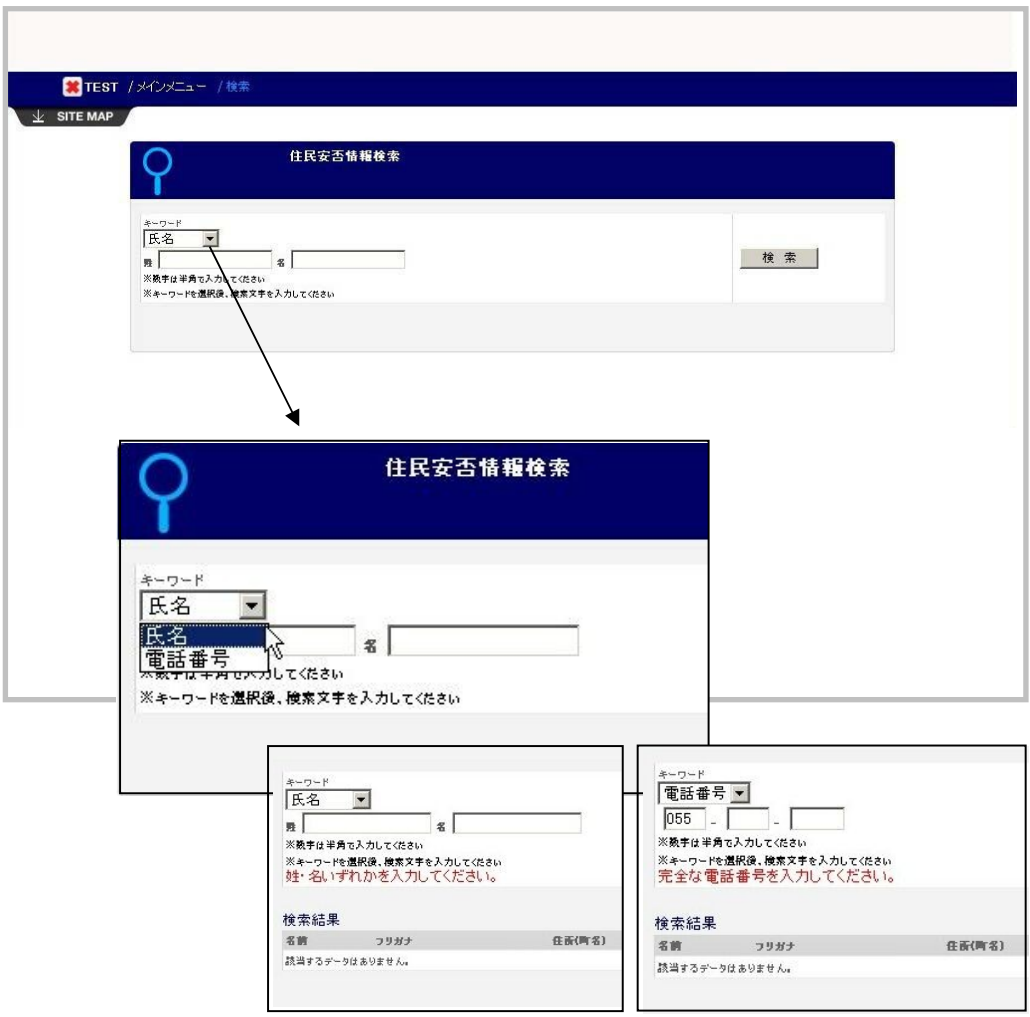 TEST / メインメニュー / 検索
SITE MAP
住民安否情報検索
キーワード
氏名
姓 名
検 索
※数字は半角で入力してください
※キーワードを選択後、検索文字を入力してください
住民安否情報検索
キーワード
氏名
氏名
名
電話番号
※数字は半角で入力してください
※キーワードを選択後、検索文字を入力してください
キーワード
氏名
姓 名
※数字は半角で入力してください
※キーワードを選択後、検索文字を入力してください
姓・名いずれかを入力してください。
検索結果
名前 フリガナ 住所(町名)
該当するデータはありません。
キーワード
電話番号
055 - -
※数字は半角で入力してください
※キーワードを選択後、検索文字を入力してください
完全な電話番号を入力してください。
検索結果
名前 フリガナ 住所(町名)
該当するデータはありません。